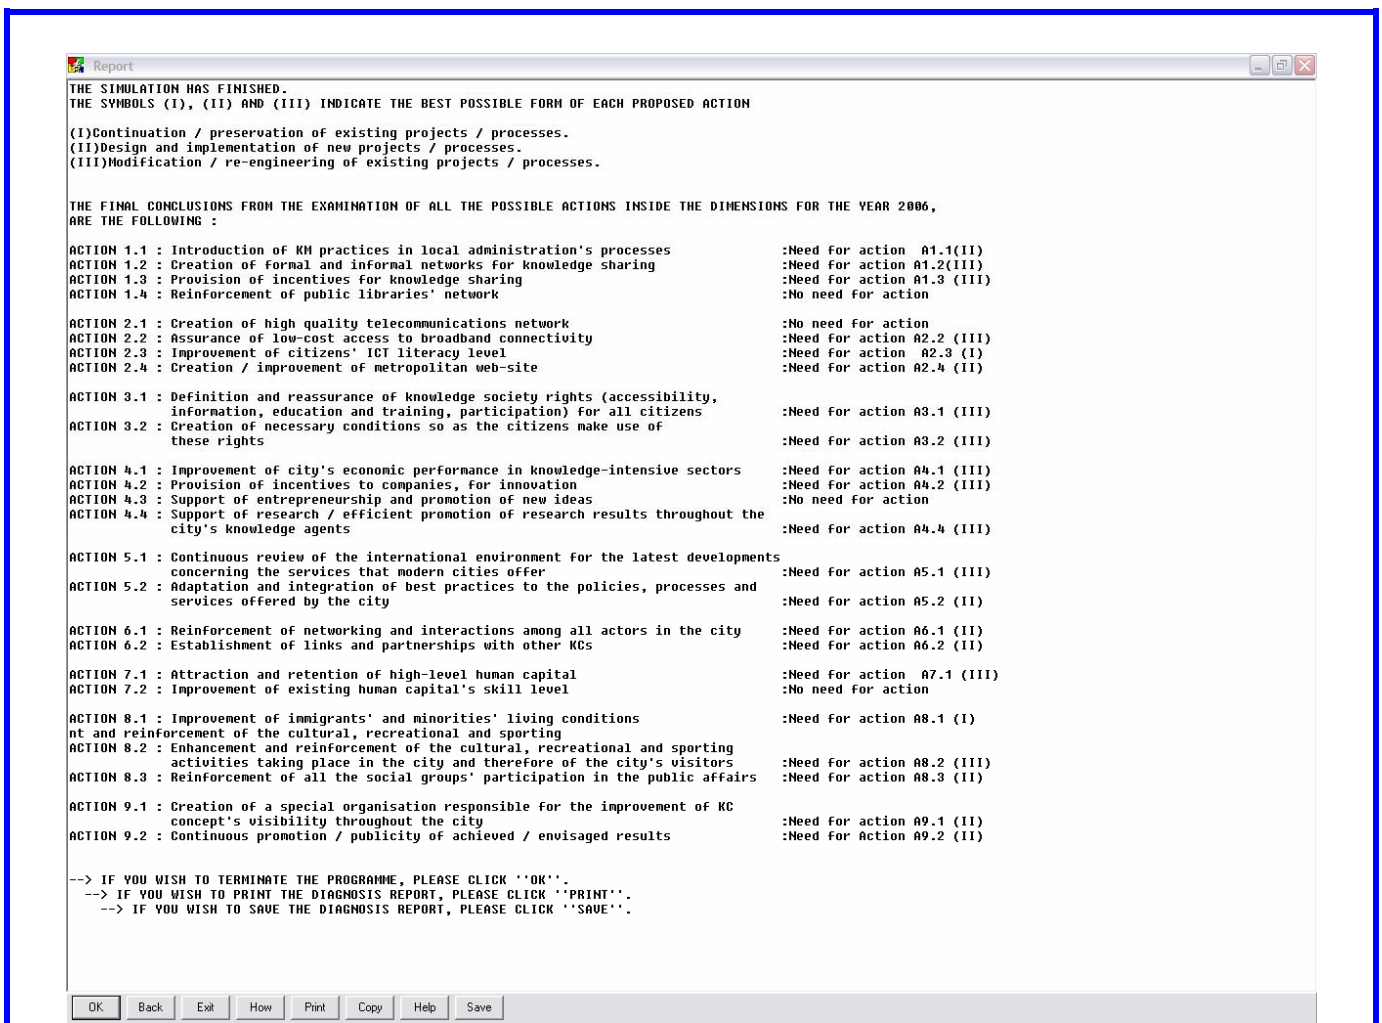 Report
THE SIMULATION HAS FINISHED.
THE SYMBOLS (I), (II) AND (III) INDICATE THE BEST POSSIBLE FORM OF EACH PROPOSED ACTION
(I)Continuation / preservation of existing projects / processes.
(II)Design and implementation of new projects / processes.
(III)Modification / re-engineering of existing projects / processes.
THE FINAL CONCLUSIONS FROM THE EXAMINATION OF ALL THE POSSIBLE ACTIONS INSIDE THE DIMENSIONS FOR THE YEAR 2006,
ARE THE FOLLOWING :
ACTION 1.1 : Introduction of KM practices in local administration's processes :Need for action A1.1(II)
ACTION 1.2 : Creation of formal and informal networks for knowledge sharing :Need for action A1.2(III)
ACTION 1.3 : Provision of incentives for knowledge sharing :Need for action A1.3 (III)
ACTION 1.4 : Reinforcement of public libraries' network :No need for action
ACTION 2.1 : Creation of high quality telecommunications network :No need for action
ACTION 2.2 : Assurance of low-cost access to broadband connectivity :Need for action A2.2 (III)
ACTION 2.3 : Improvement of citizens' ICT literacy level :Need for action A2.3 (I)
ACTION 2.4 : Creation / improvement of metropolitan web-site :Need for action A2.4 (II)
ACTION 3.1 : Definition and reassurance of knowledge society rights (accessibility,
information, education and training, participation) for all citizens :Need for action A3.1 (III)
ACTION 3.2 : Creation of necessary conditions so as the citizens make use of
these rights :Need for action A3.2 (III)
ACTION 4.1 : Improvement of city's economic performance in knowledge-intensive sectors :Need for action A4.1 (III)
ACTION 4.2 : Provision of incentives to companies, for innovation :Need for action A4.2 (III)
ACTION 4.3 : Support of entrepreneurship and promotion of new ideas :No need for action
ACTION 4.4 : Support of research / efficient promotion of research results throughout the
city's knowledge agents :Need for action A4.4 (III)
ACTION 5.1 : Continuous review of the international environment for the latest developments
concerning the services that modern cities offer :Need for action A5.1 (III)
ACTION 5.2 : Adaptation and integration of best practices to the policies, processes and
services offered by the city :Need for action A5.2 (II)
ACTION 6.1 : Reinforcement of networking and interactions among all actors in the city :Need for action A6.1 (II)
ACTION 6.2 : Establishment of links and partnerships with other KCs :Need for action A6.2 (II)
ACTION 7.1 : Attraction and retention of high-level human capital :Need for action A7.1 (III)
ACTION 7.2 : Improvement of existing human capital's skill level :No need for action
ACTION 8.1 : Improvement of immigrants' and minorities' living conditions :Need for action A8.1 (I)
nt and reinforcement of the cultural, recreational and sporting
ACTION 8.2 : Enhancement and reinforcement of the cultural, recreational and sporting
activities taking place in the city and therefore of the city's visitors :Need for action A8.2 (III)
ACTION 8.3 : Reinforcement of all the social groups' participation in the public affairs :Need for action A8.3 (II)
ACTION 9.1 : Creation of a special organisation responsible for the improvement of KC
concept's visibility throughout the city :Need for action A9.1 (II)
ACTION 9.2 : Continuous promotion / publicity of achieved / envisaged results :Need for Action A9.2 (II)
--> IF YOU WISH TO TERMINATE THE PROGRAMME, PLEASE CLICK ''OK''.
--> IF YOU WISH TO PRINT THE DIAGNOSIS REPORT, PLEASE CLICK ''PRINT''.
--> IF YOU WISH TO SAVE THE DIAGNOSIS REPORT, PLEASE CLICK ''SAVE''.
OK Back Exit How Print Copy Help Save